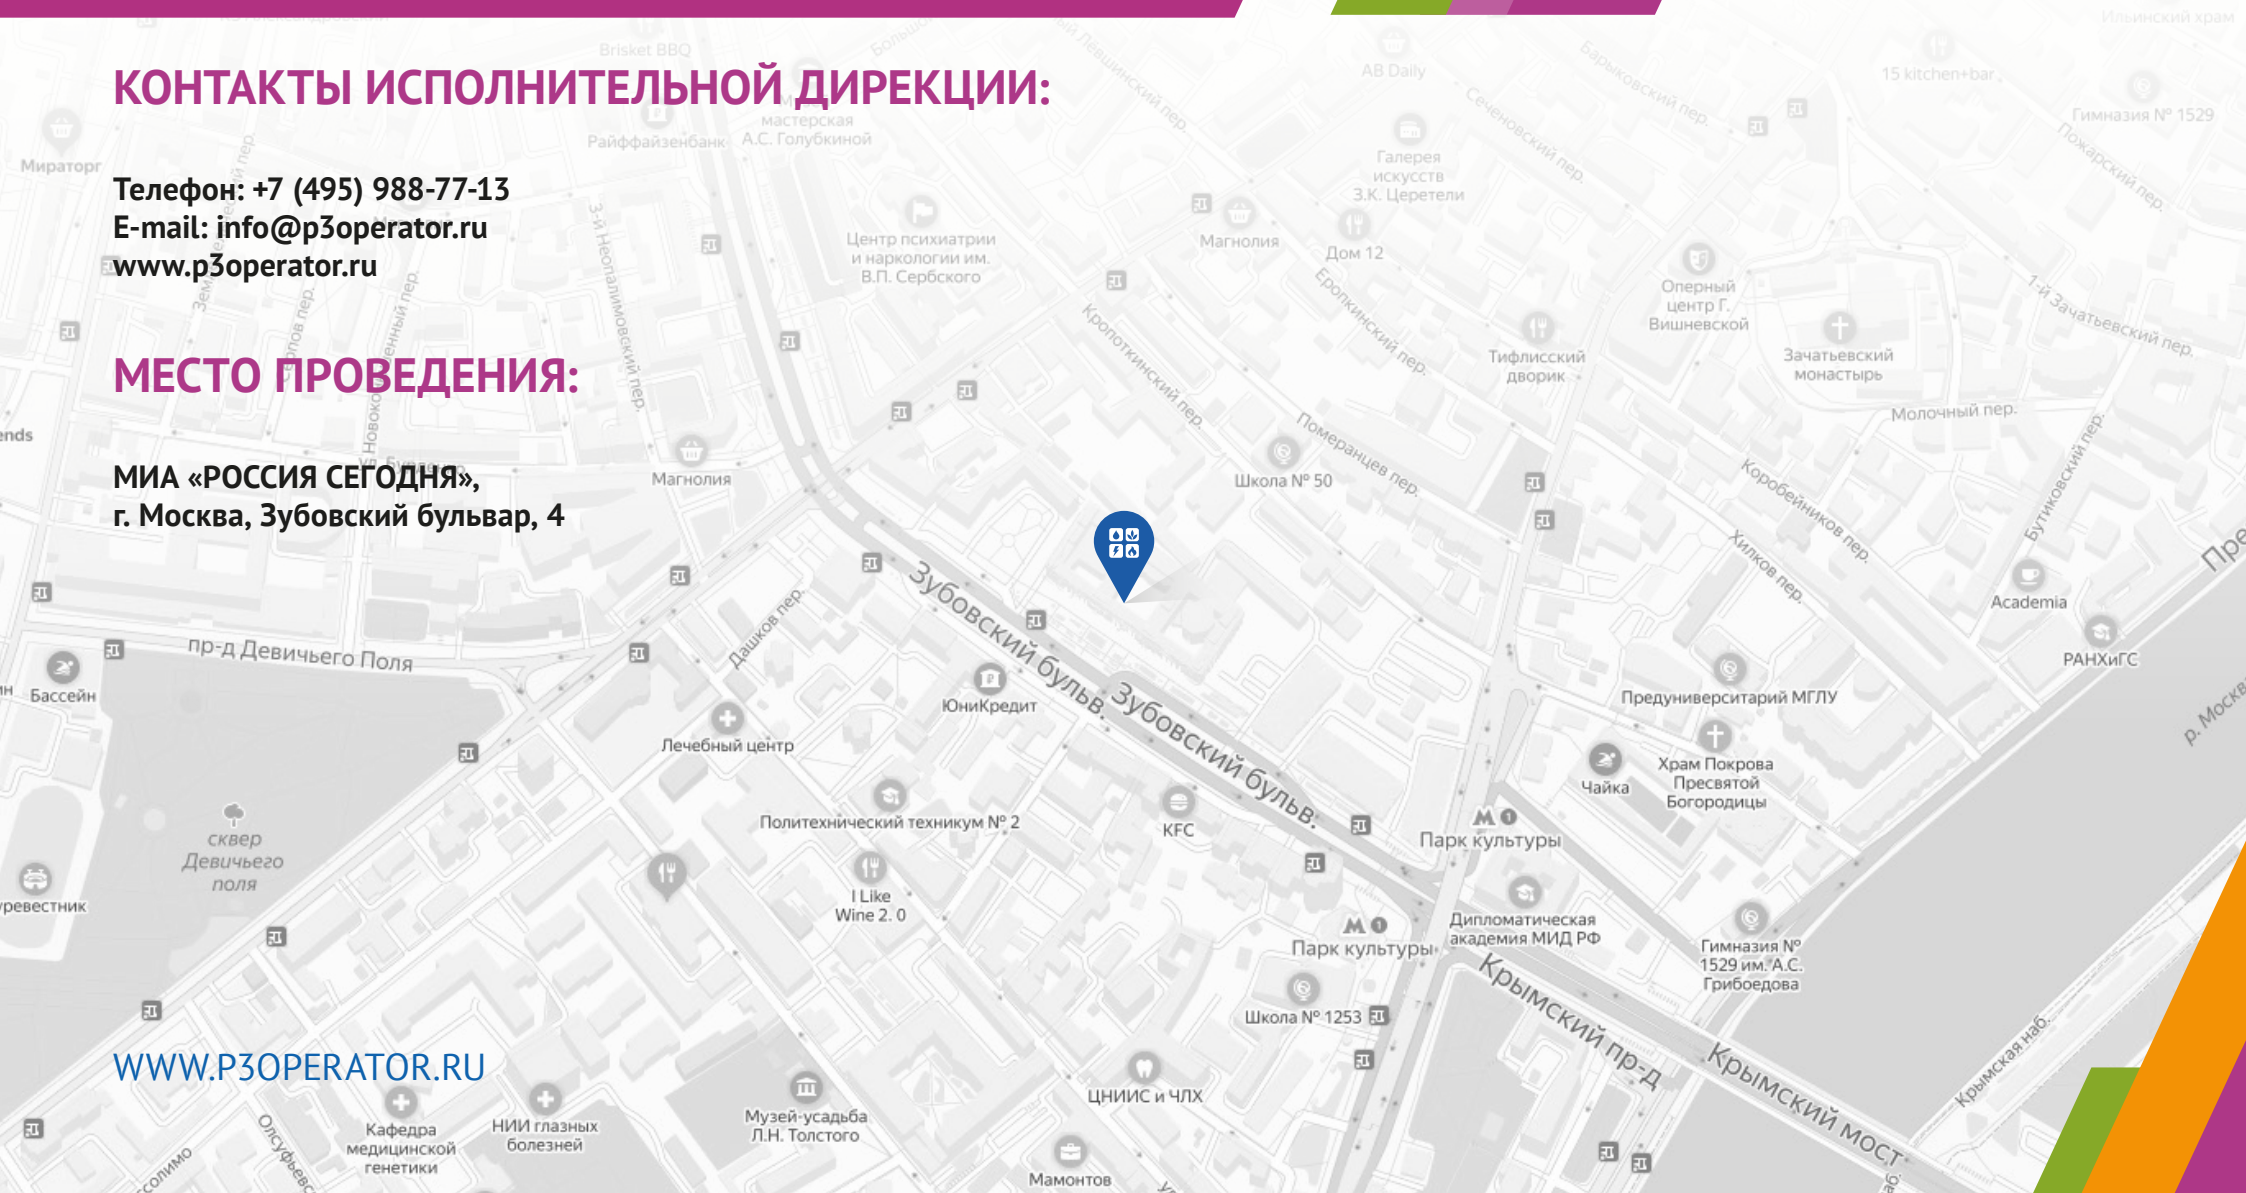 КОНТАКТЫ ИСПОЛНИТЕЛЬНОЙ ДИРЕКЦИИ:
Телефон: +7 (495) 988-77-13
E-mail: info@p3operator.ru
www.p3operator.ru
МЕСТО ПРОВЕДЕНИЯ:
МИА «РОССИЯ СЕГОДНЯ»,
г. Москва, Зубовский бульвар, 4
WWW.P3OPERATOR.RU
Brisket BBQ
AB Daily
15 kitchen+bar
Ильинский храм
Гимназия № 1529
Мираторг
Райффайзенбанк
мастерская
А.С. Голубкиной
Галерея
искусств
З.К. Церетели
Сеченовский пер.
Барыковский пер.
Пожарский пер.
Центр психиатрии
и наркологии им.
В.П. Сербского
Магнолия
Дом 12
Оперный
центр Г.
Вишневской
1-й Зачатьевский пер.
3-й Неопалимовский пер.
Кропоткинский пер.
Еропкинский пер.
Тифлисский
дворик
Зачатьевский
монастырь
Молочный пер.
Померанцев пер.
Школа № 50
Магнолия
Коробейников пер.
Бутиковский пер.
Хилков пер.
Academia
РАНХиГС
Дашков пер.
Зубовский бульв.
Зубовский бульв.
пр-д Девичьего Поля
Бассейн
ЮниКредит
Предуниверситарий МГЛУ
Лечебный центр
Чайка
Храм Покрова
Пресвятой
Богородицы
Политехнический техникум № 2
KFC
Парк культуры
сквер
Девичьего
поля
I Like
Wine 2. 0
Парк культуры
Дипломатическая
академия МИД РФ
Гимназия №
1529 им. А.С.
Грибоедова
Школа № 1253
Крымский пр-д
Крымский мост
Крымская наб.
ЦНИИС и ЧЛХ
Музей-усадьба
Л.Н. Толстого
Кафедра
медицинской
генетики
НИИ глазных
болезней
Мамонтов